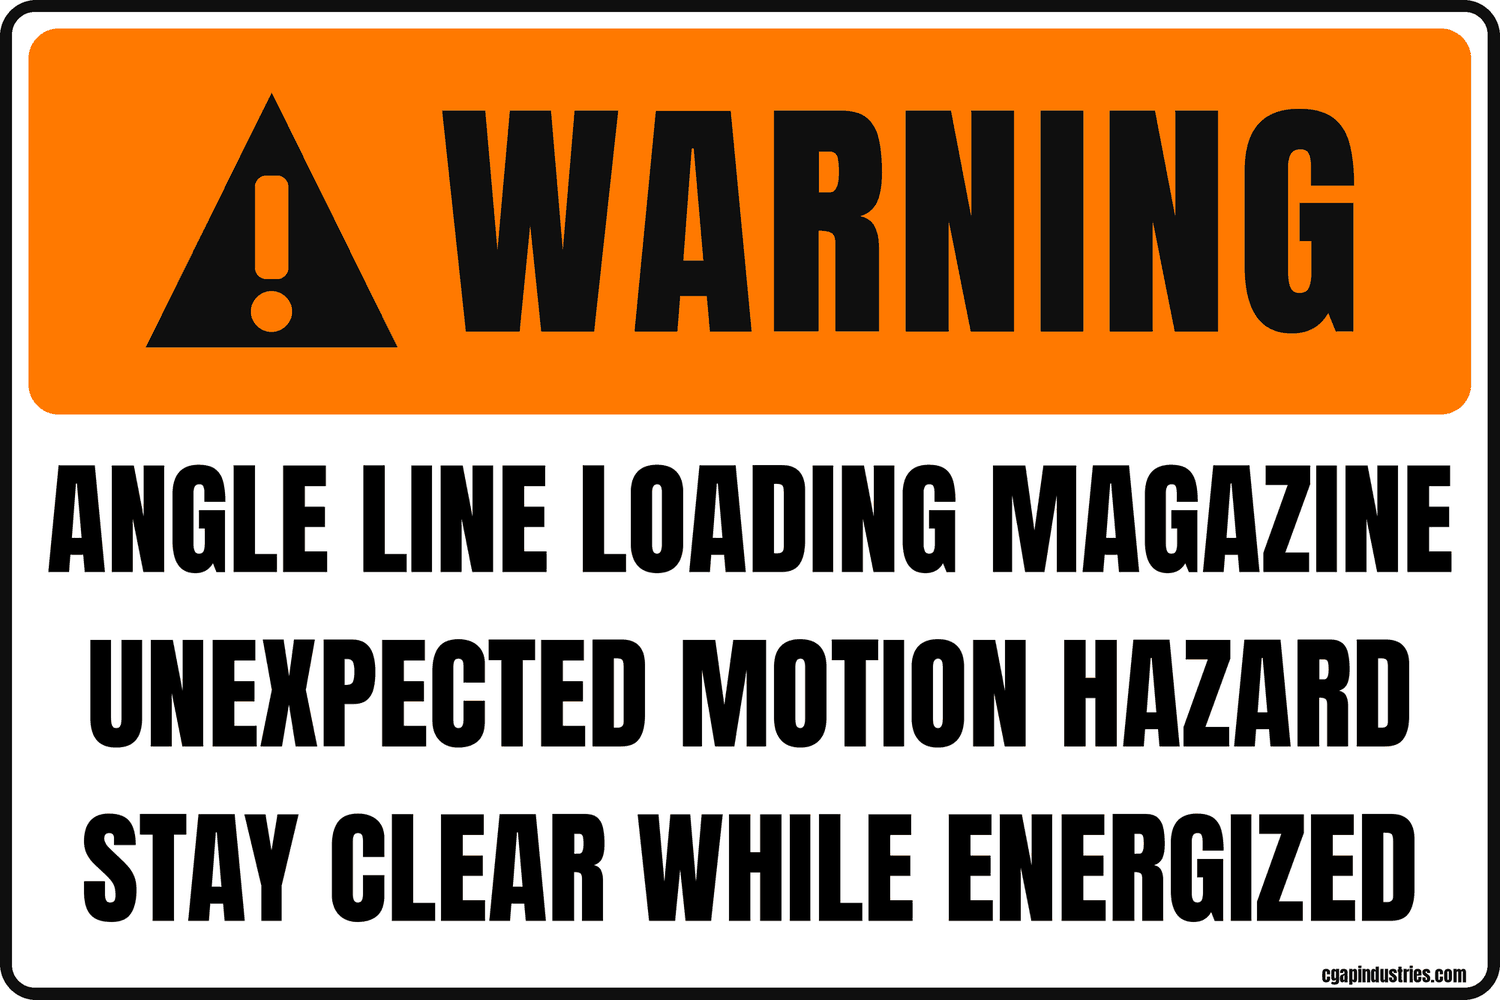 WARNING
ANGLE LINE LOADING MAGAZINE
UNEXPECTED MOTION HAZARD
STAY CLEAR WHILE ENERGIZED
cgapindustries.com